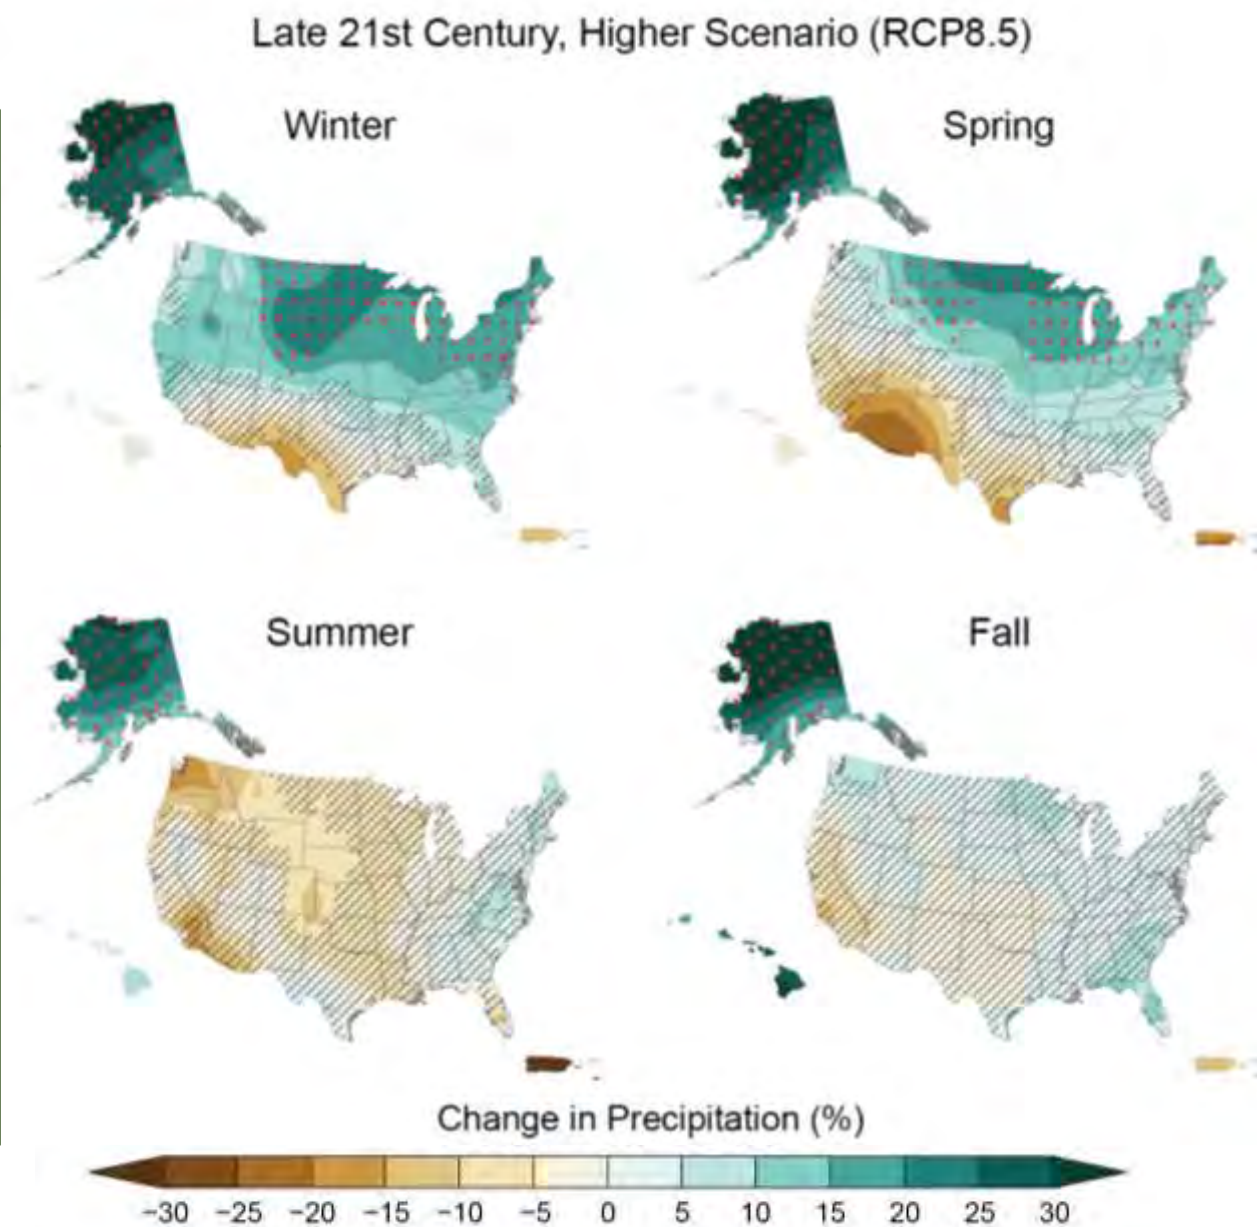 Late 21st Century, Higher Scenario (RCP8.5)
Winter
Spring
Summer
Fall
Change in Precipitation (%)
−30 −25 −20 −15 −10 −5 0 5 10 15 20 25 30